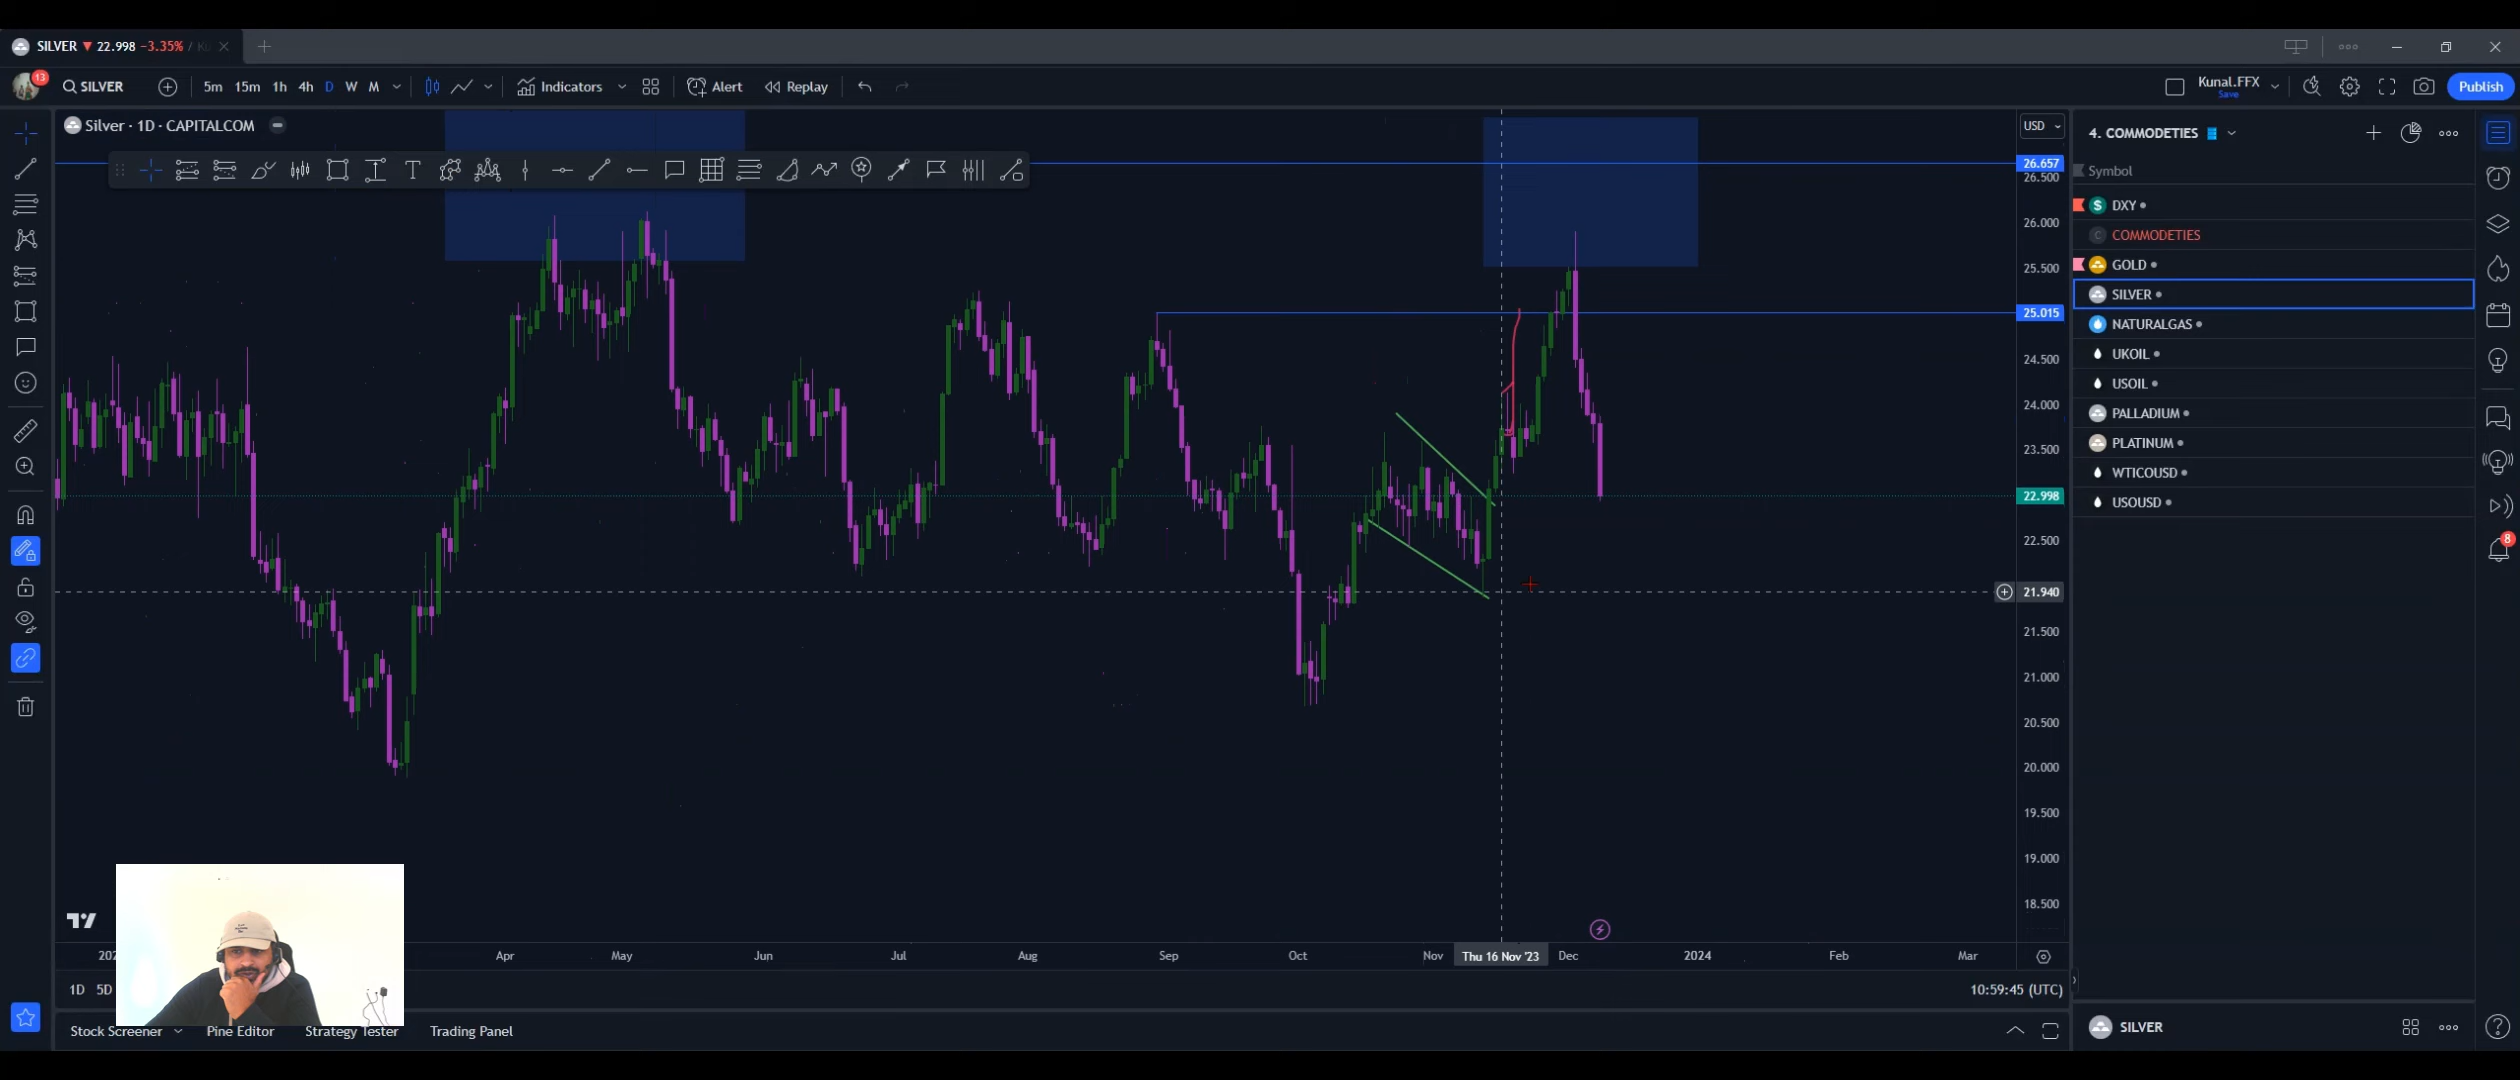 SILVER ▼ 22.998 −3.35% /
13 SILVER 5m 15m 1h 4h D W M Indicators Alert Replay Kunal.FFX Save Publish
Silver · 1D · CAPITALCOM
USD
26.657
26.500
26.000
25.500
25.015
24.500
24.000
23.500
22.998
22.500
21.940
21.500
21.000
20.500
20.000
19.500
19.000
18.500
4. COMMODETIES
Symbol
DXY
COMMODETIES
GOLD
SILVER
NATURALGAS
UKOIL
USOIL
PALLADIUM
PLATINUM
WTICOUSD
USOUSD
8
Apr May Jun Jul Aug Sep Oct Nov Thu 16 Nov '23 Dec 2024 Feb Mar
1D 5D
10:59:45 (UTC)
Stock Screener Pine Editor Strategy Tester Trading Panel
SILVER